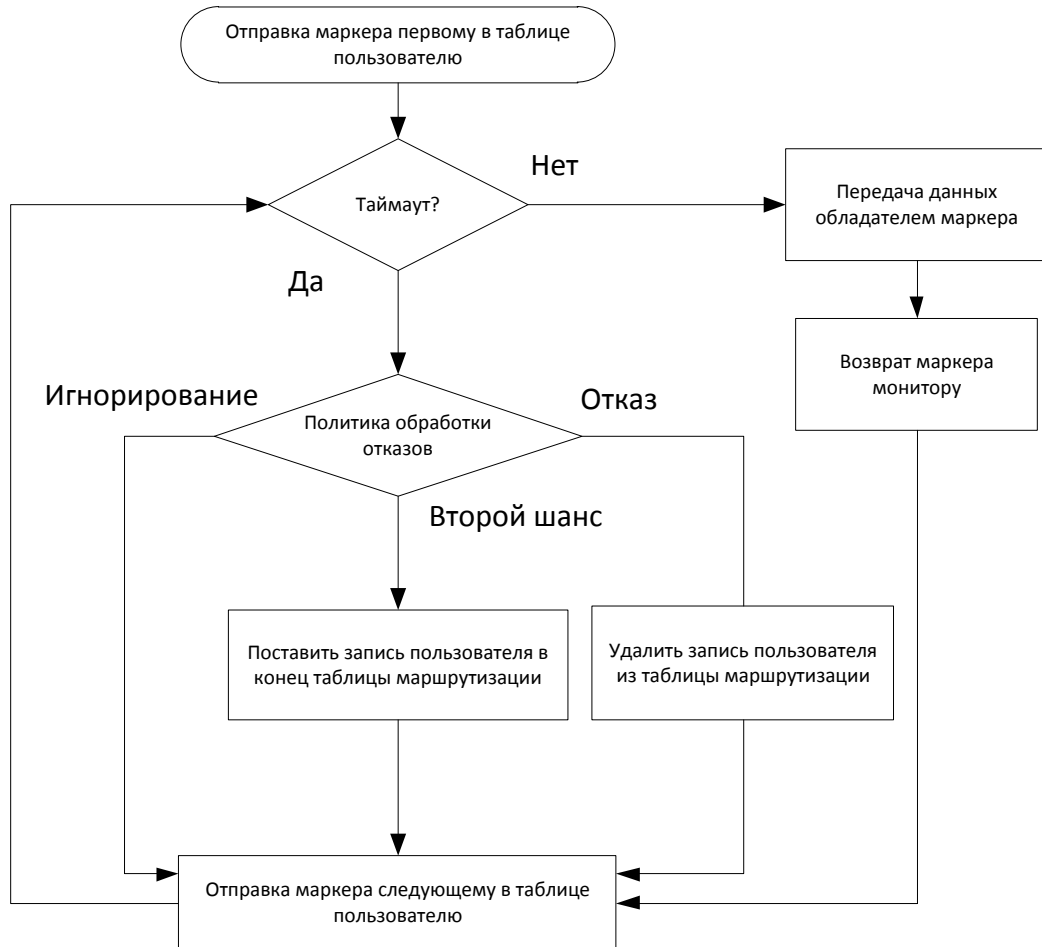 Отправка маркера первому в таблице
пользователю
Нет
Таймаут?
Передача данных
обладателем маркера
Да
Возврат маркера
монитору
Игнорирование
Отказ
Политика обработки
отказов
Второй шанс
Поставить запись пользователя в
конец таблицы маршрутизации
Удалить запись пользователя
из таблицы маршрутизации
Отправка маркера следующему в таблице
пользователю